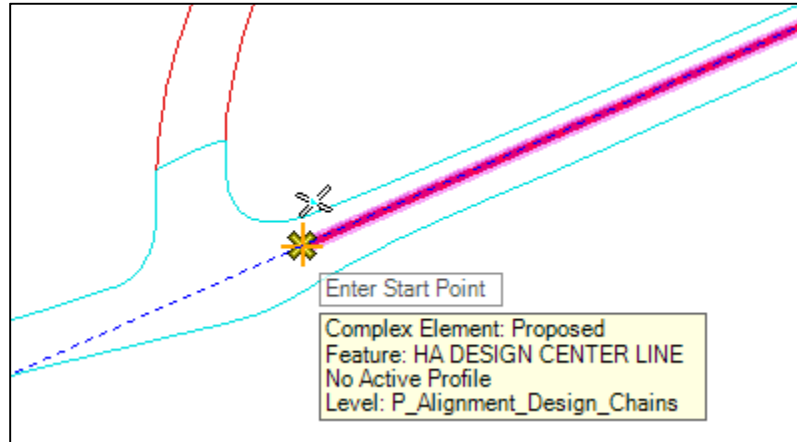 Enter Start Point
Complex Element: Proposed
Feature: HA DESIGN CENTER LINE
No Active Profile
Level: P_Alignment_Design_Chains